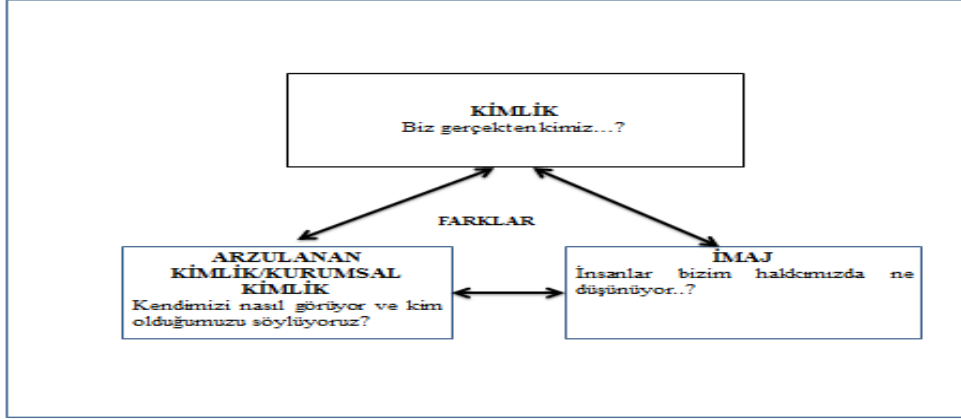 KİMLİK
Biz gerçekten kimiz...?
FARKLAR
ARZULANAN
KİMLİK/KURUMSAL
KİMLİK
Kendimizi nasıl görüyor ve kim
olduğumuzu söylüyoruz?
İMAJ
İnsanlar bizim hakkımızda ne
düşünüyor..?